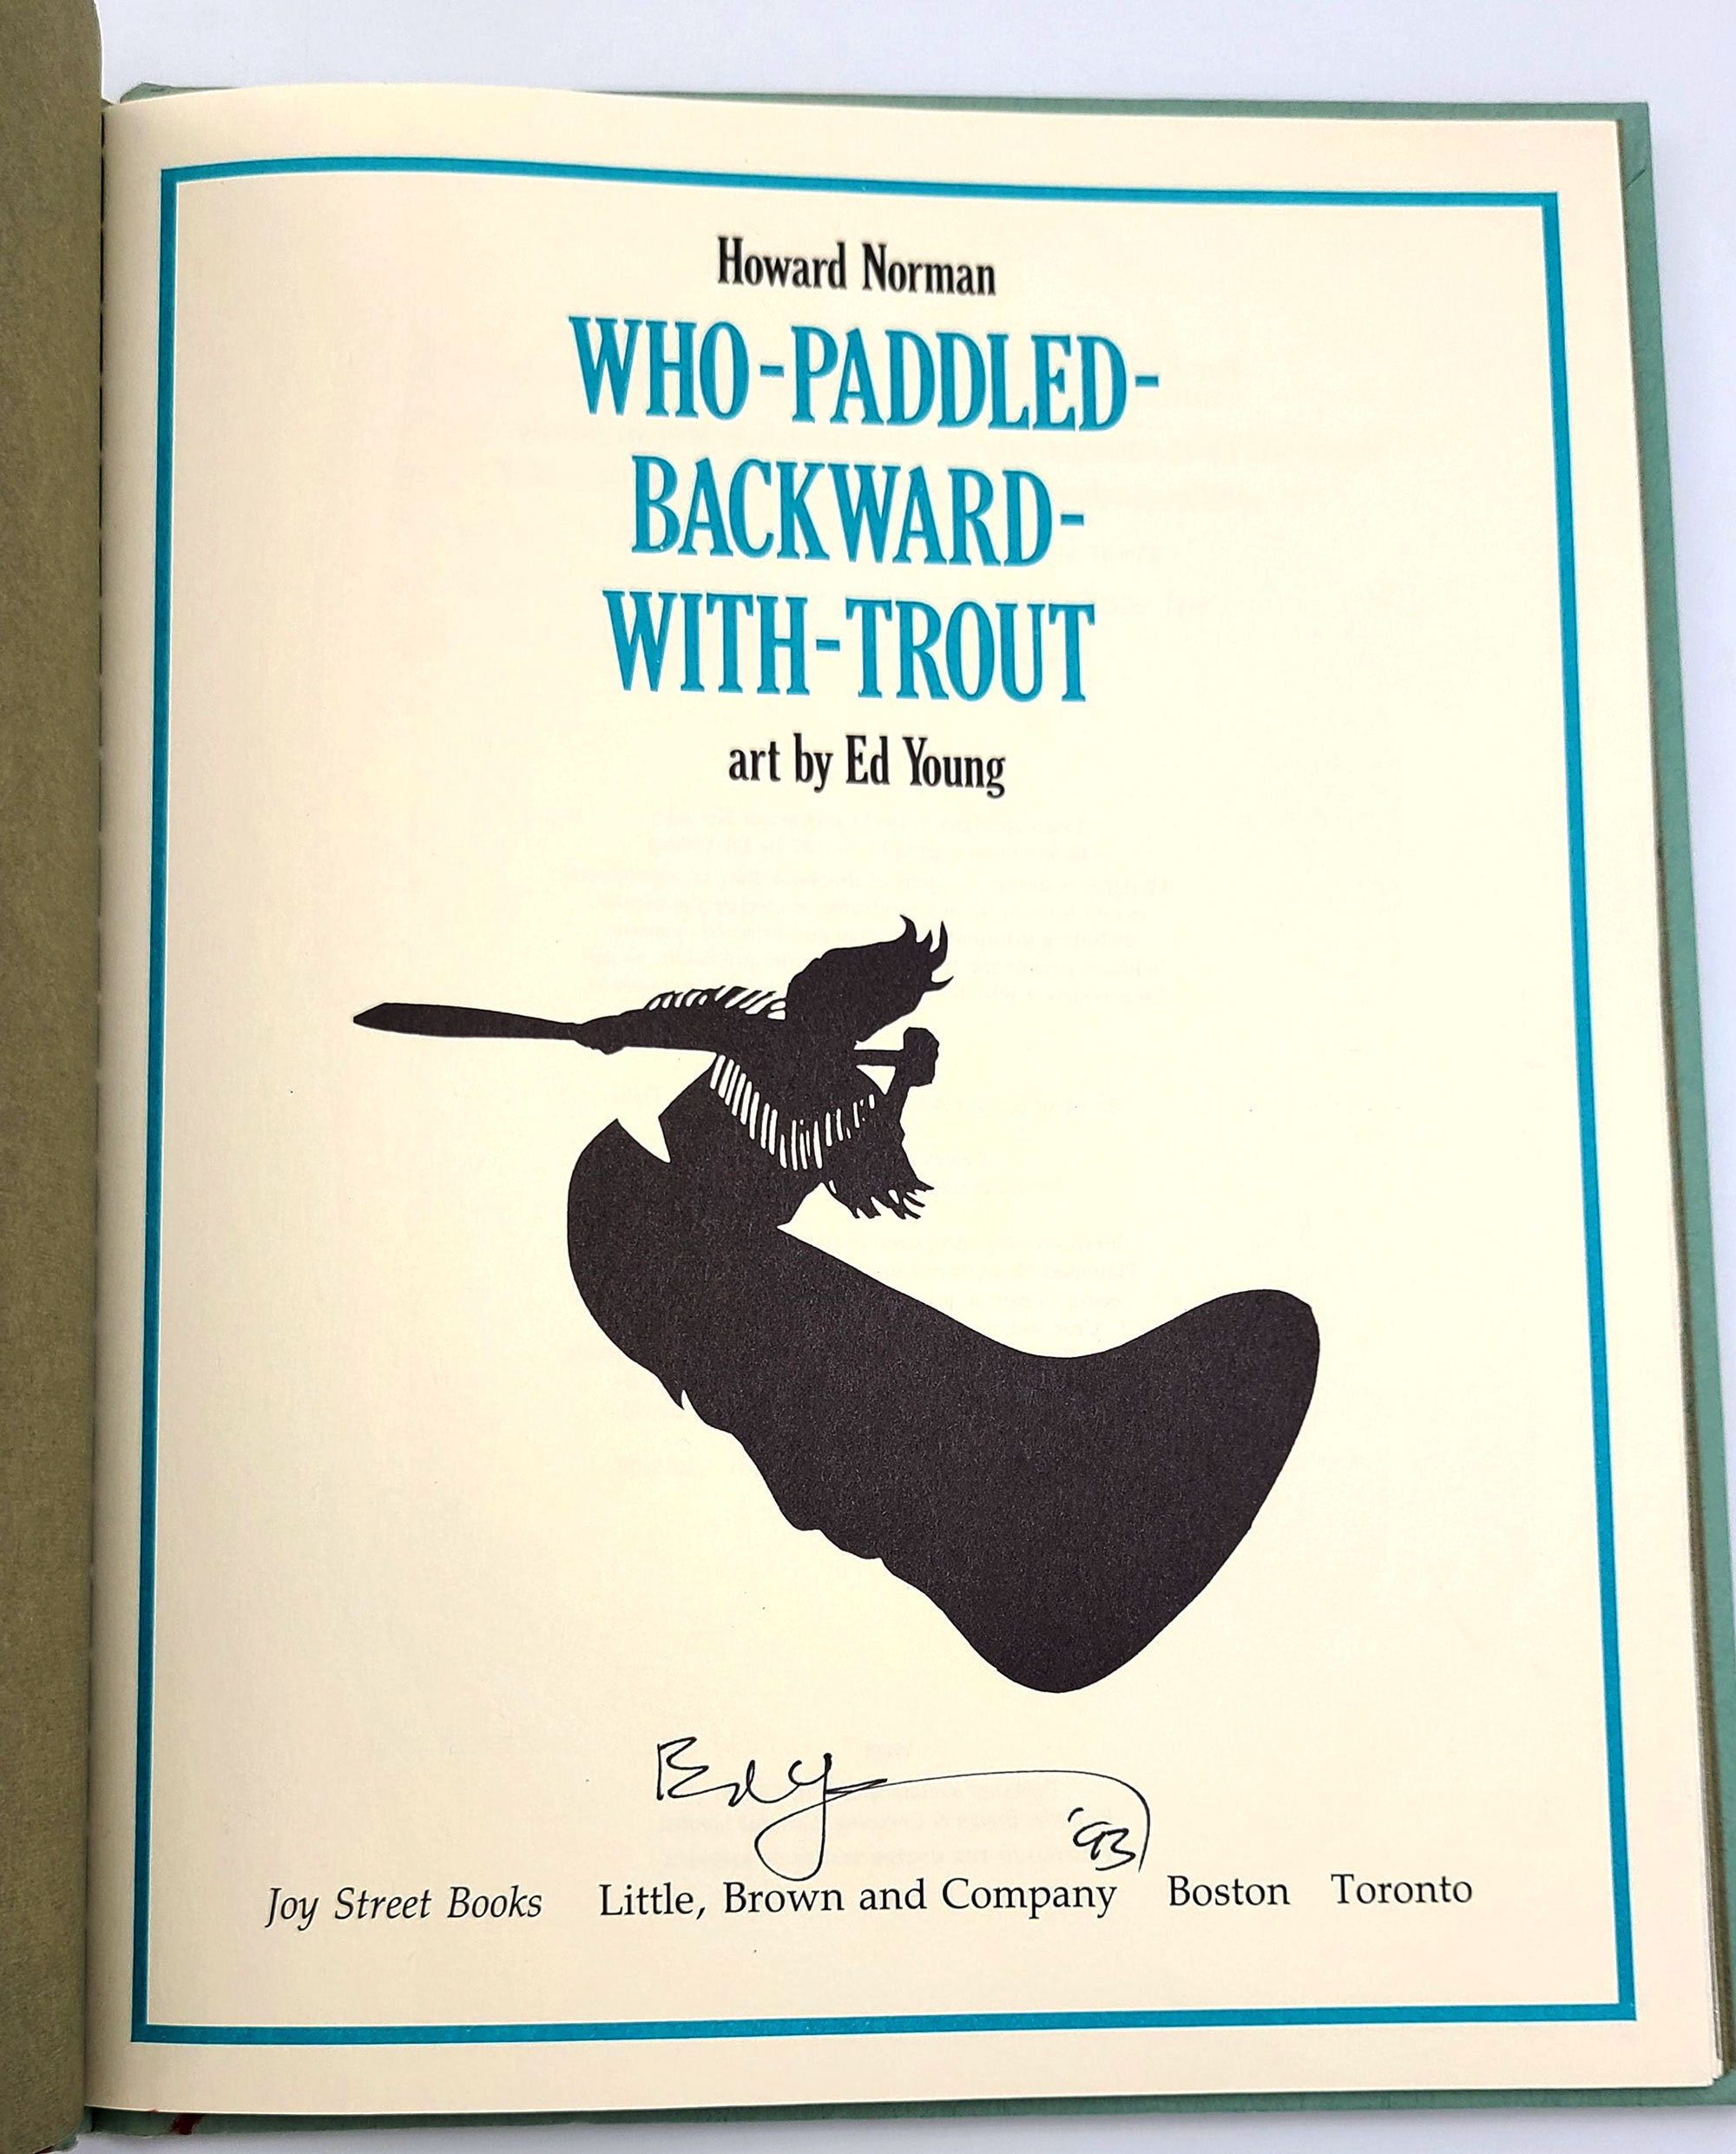 Howard Norman
WHO-PADDLED-
BACKWARD-
WITH-TROUT
art by Ed Young
Ed Y
'93
Joy Street Books Little, Brown and Company Boston Toronto